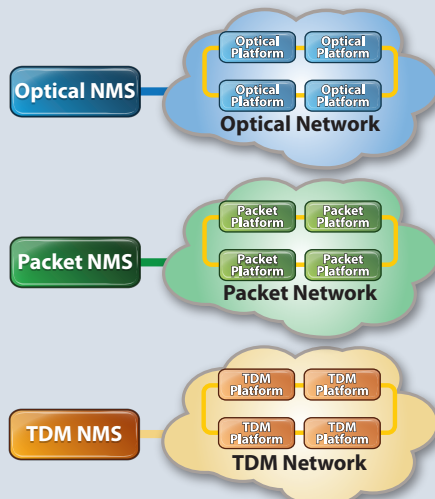 Optical
Platform
Optical
Platform
Optical NMS
Optical
Platform
Optical
Platform
Optical Network
Packet
Platform
Packet
Platform
Packet NMS
Packet
Platform
Packet
Platform
Packet Network
TDM
Platform
TDM
Platform
TDM NMS
TDM
Platform
TDM
Platform
TDM Network